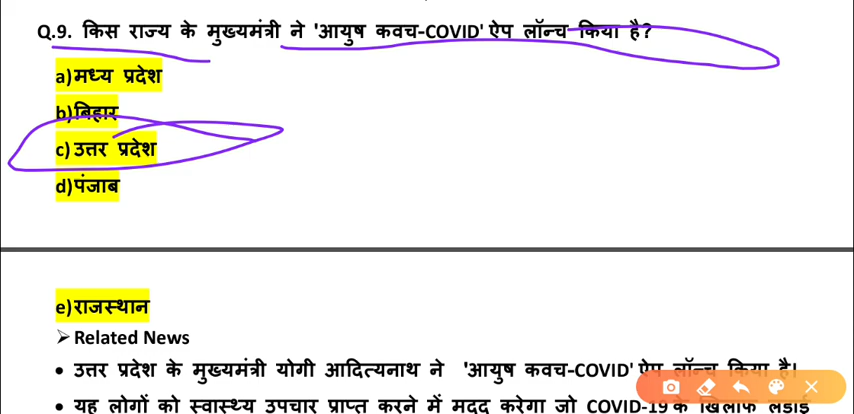 Q.9. किस राज्य के मुख्यमंत्री ने 'आयुष कवच-COVID' ऐप लॉन्च किया है?
a)मध्य प्रदेश
b)बिहार
c) उत्तर प्रदेश
d)पंजाब
e)राजस्थान
➢ Related News
• उत्तर प्रदेश के मुख्यमंत्री योगी आदित्यनाथ ने 'आयुष कवच-COVID' ऐप लॉन्च किया है।
• यह लोगों को स्वास्थ्य उपचार प्राप्त करने में मदद करेगा जो COVID-19 के खिलाफ लड़ाई